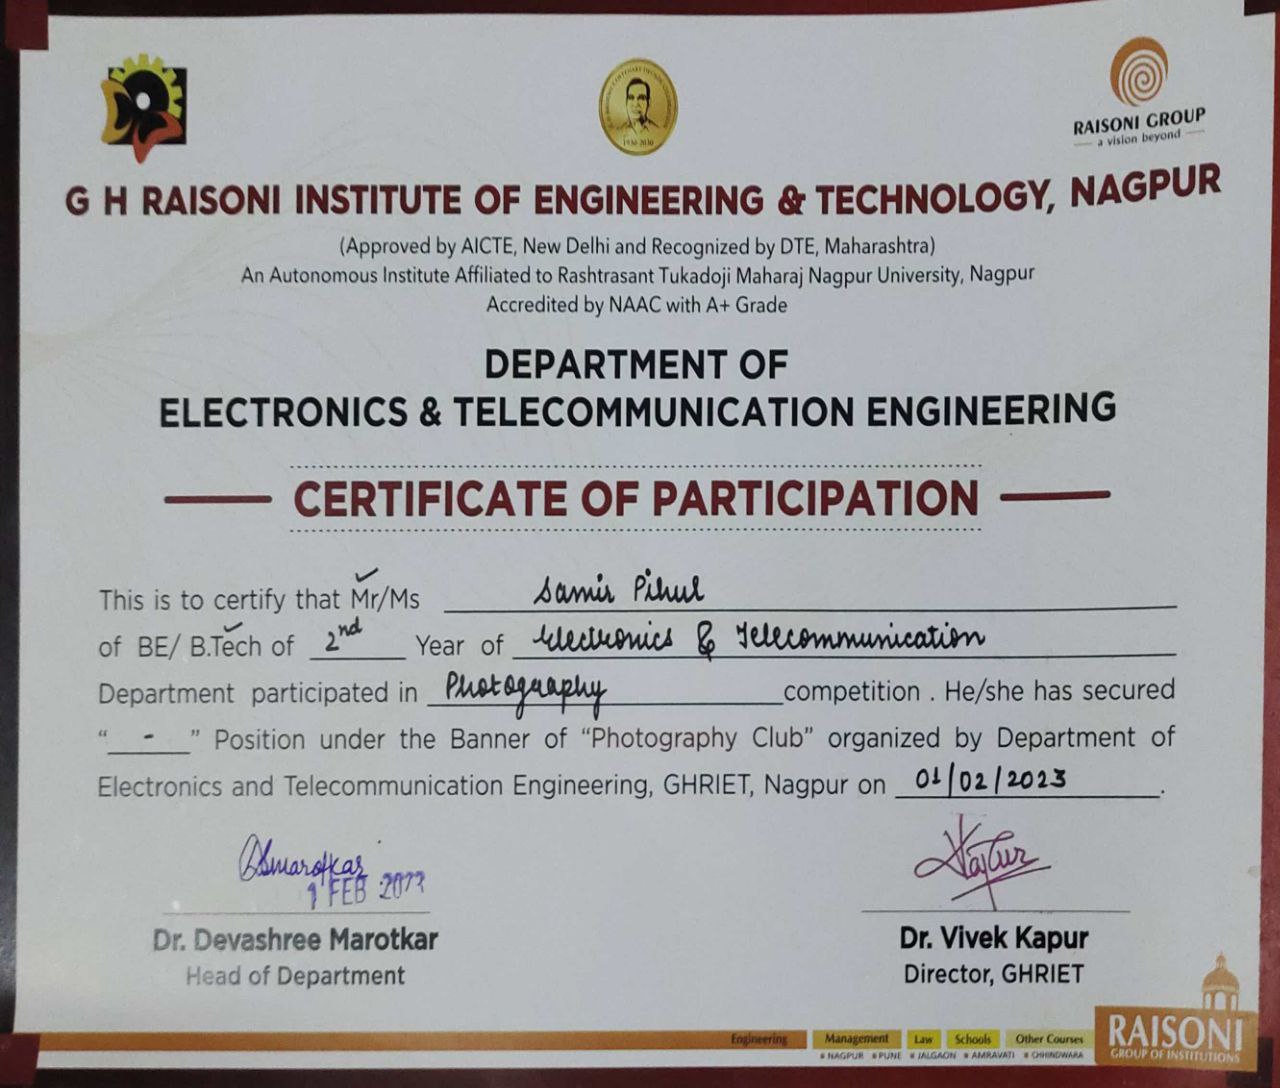 RAISONI GROUP
a vision beyond
1930-2030
G H RAISONI INSTITUTE OF ENGINEERING & TECHNOLOGY, NAGPUR
(Approved by AICTE, New Delhi and Recognized by DTE, Maharashtra)
An Autonomous Institute Affiliated to Rashtrasant Tukadoji Maharaj Nagpur University, Nagpur
Accredited by NAAC with A+ Grade
DEPARTMENT OF
ELECTRONICS & TELECOMMUNICATION ENGINEERING
CERTIFICATE OF PARTICIPATION
This is to certify that Mr/Ms Samir Pihul
of BE/ B.Tech of 2nd Year of Electronics & Telecommunication
Department participated in Photography competition . He/she has secured
“ - ” Position under the Banner of “Photography Club” organized by Department of
Electronics and Telecommunication Engineering, GHRIET, Nagpur on 01/02/2023 .
DSmarotkar
1 FEB 2023
Dr. Devashree Marotkar
Head of Department
Dr. Vivek Kapur
Director, GHRIET
Engineering Management Law Schools Other Courses
NAGPUR PUNE JALGAON AMRAVATI CHHINDWARA
RAISONI
GROUP OF INSTITUTIONS